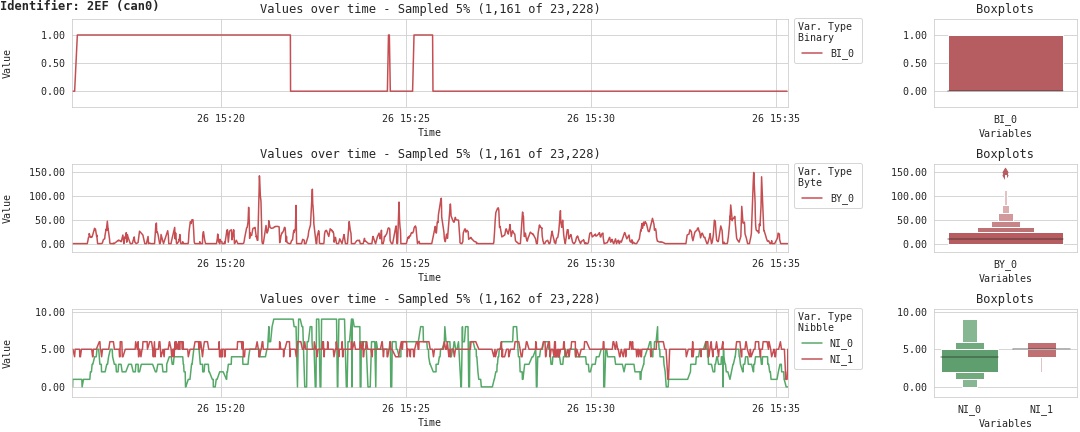 Identifier: 2EF (can0)
Values over time - Sampled 5% (1,161 of 23,228)
Boxplots
Value
1.00
0.50
0.00
26 15:20
26 15:25
26 15:30
26 15:35
Time
Var. Type
Binary
BI_0
1.00
0.50
0.00
BI_0
Variables
Values over time - Sampled 5% (1,161 of 23,228)
Boxplots
Value
150.00
100.00
50.00
0.00
26 15:20
26 15:25
26 15:30
26 15:35
Time
Var. Type
Byte
BY_0
150.00
100.00
50.00
0.00
BY_0
Variables
Values over time - Sampled 5% (1,162 of 23,228)
Boxplots
Value
10.00
5.00
0.00
26 15:20
26 15:25
26 15:30
26 15:35
Time
Var. Type
Nibble
NI_0
NI_1
10.00
5.00
0.00
NI_0
NI_1
Variables